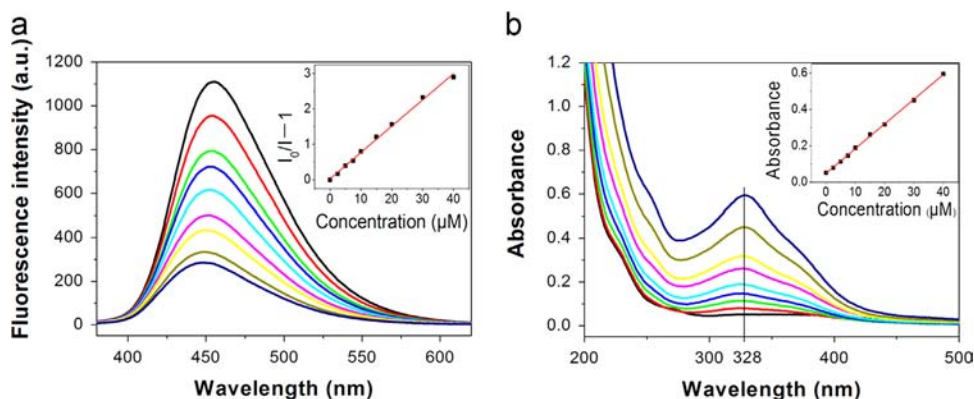 a
Fluorescence intensity (a.u.)
1200
1000
800
600
400
200
0
400
450
500
550
600
Wavelength (nm)
I₀/I−1
3
2
1
0
0 10 20 30 40
Concentration (μM)
b
Absorbance
1.2
1.0
0.8
0.6
0.4
0.2
0.0
200
300 328
400
500
Wavelength (nm)
Absorbance
0.6
0.4
0.2
0.0
0 10 20 30 40
Concentration (μM)